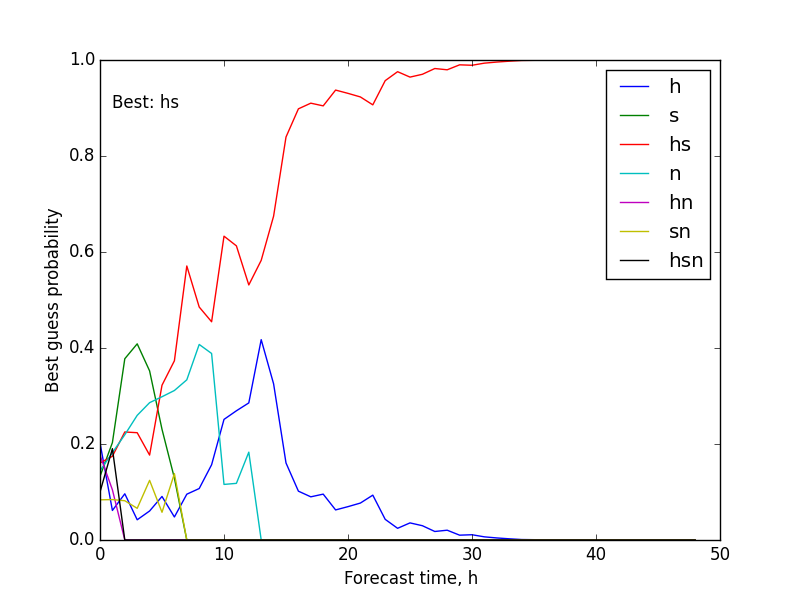 1.0
0.8
0.6
0.4
0.2
0.0
Best guess probability
Best: hs
h
s
hs
n
hn
sn
hsn
0
10
20
30
40
50
Forecast time, h